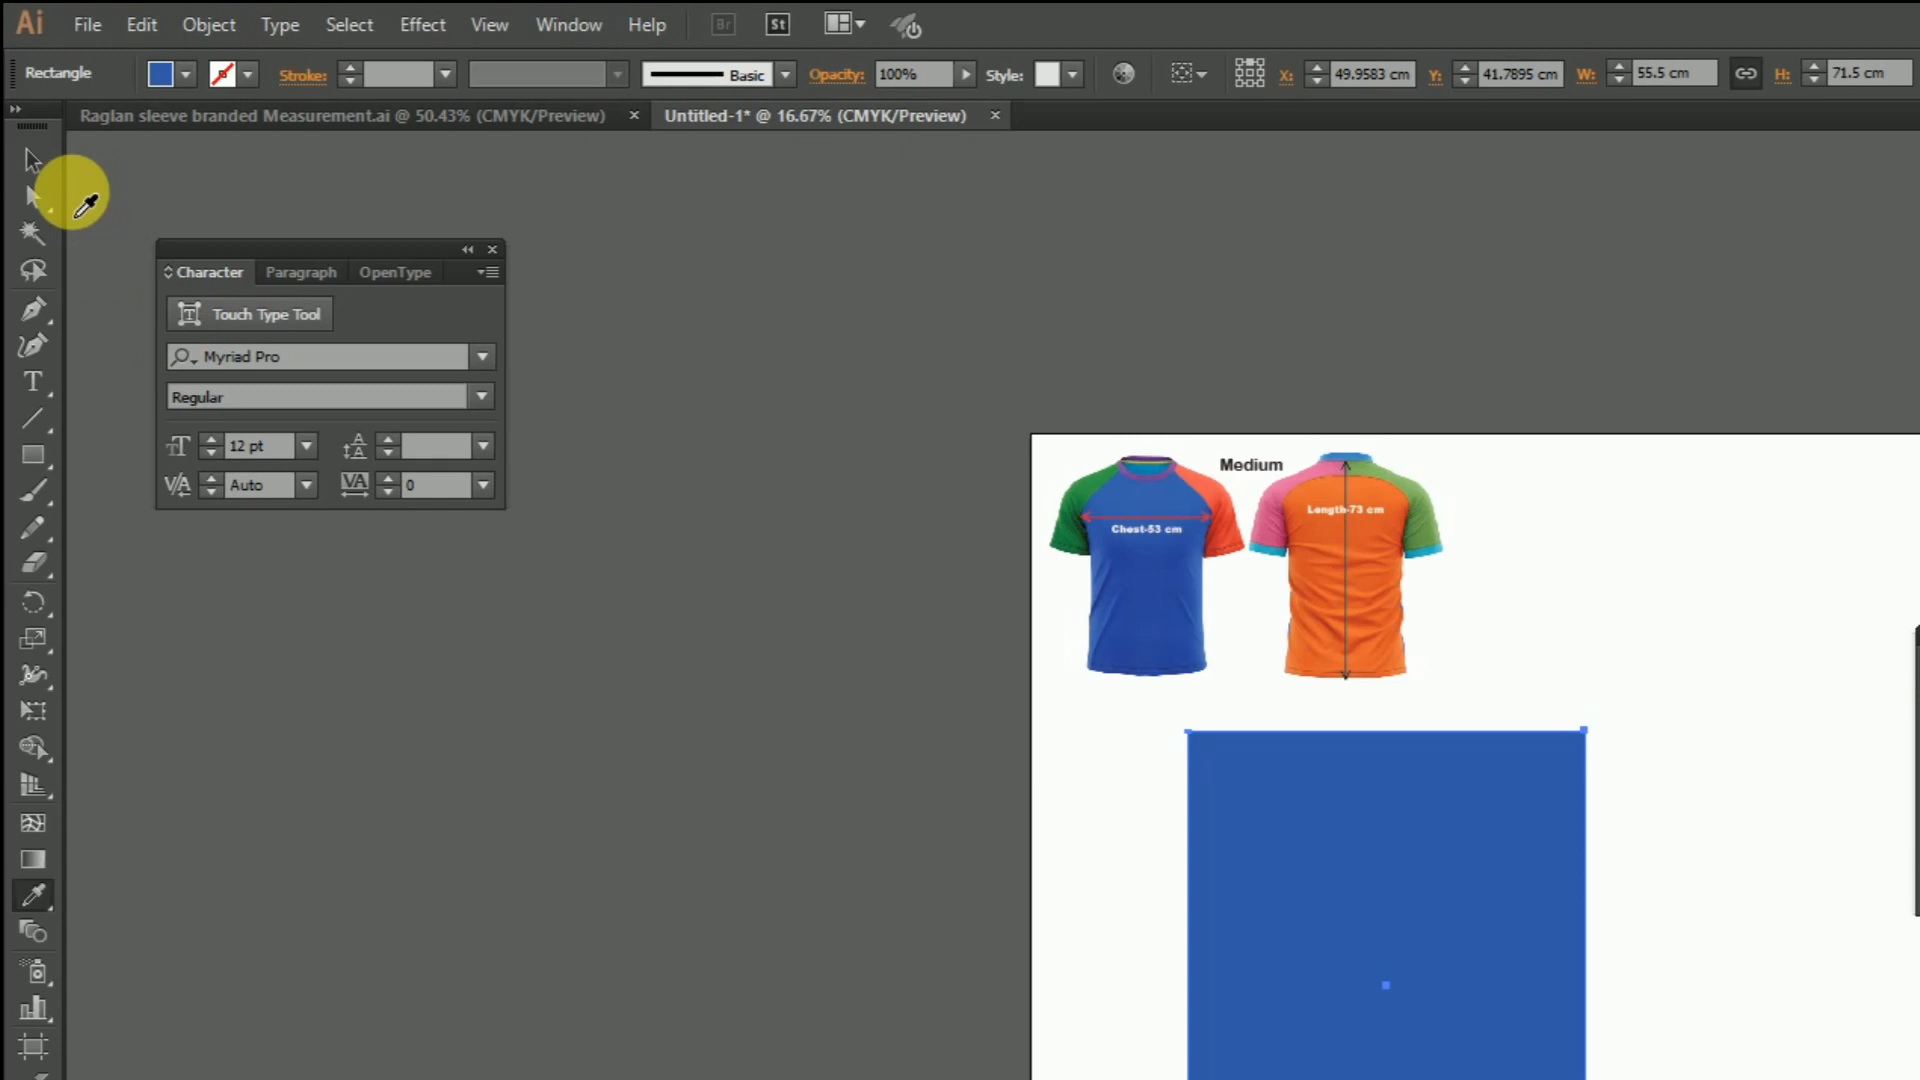 Ai File Edit Object Type Select Effect View Window Help Br St
Rectangle Stroke: Basic Opacity: 100% Style: X: 49.9583 cm Y: 41.7895 cm W: 55.5 cm H: 71.5 cm
Raglan sleeve branded Measurement.ai @ 50.43% (CMYK/Preview) Untitled-1* @ 16.67% (CMYK/Preview)
Character Paragraph OpenType
Touch Type Tool
Myriad Pro
Regular
12 pt
Auto 0
Medium
Length-73 cm
Chest-53 cm